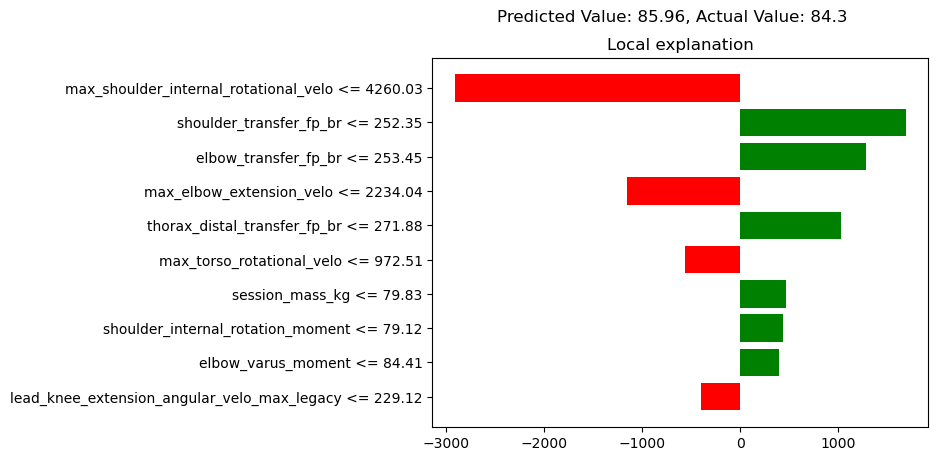 Predicted Value: 85.96, Actual Value: 84.3
Local explanation
max_shoulder_internal_rotational_velo <= 4260.03
shoulder_transfer_fp_br <= 252.35
elbow_transfer_fp_br <= 253.45
max_elbow_extension_velo <= 2234.04
thorax_distal_transfer_fp_br <= 271.88
max_torso_rotational_velo <= 972.51
session_mass_kg <= 79.83
shoulder_internal_rotation_moment <= 79.12
elbow_varus_moment <= 84.41
lead_knee_extension_angular_velo_max_legacy <= 229.12
−3000 −2000 −1000 0 1000